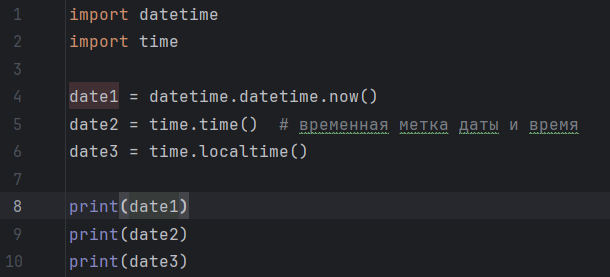 1 import datetime
2 import time
3
4 date1 = datetime.datetime.now()
5 date2 = time.time()  # временная метка даты и время
6 date3 = time.localtime()
7
8 print(date1)
9 print(date2)
10 print(date3)